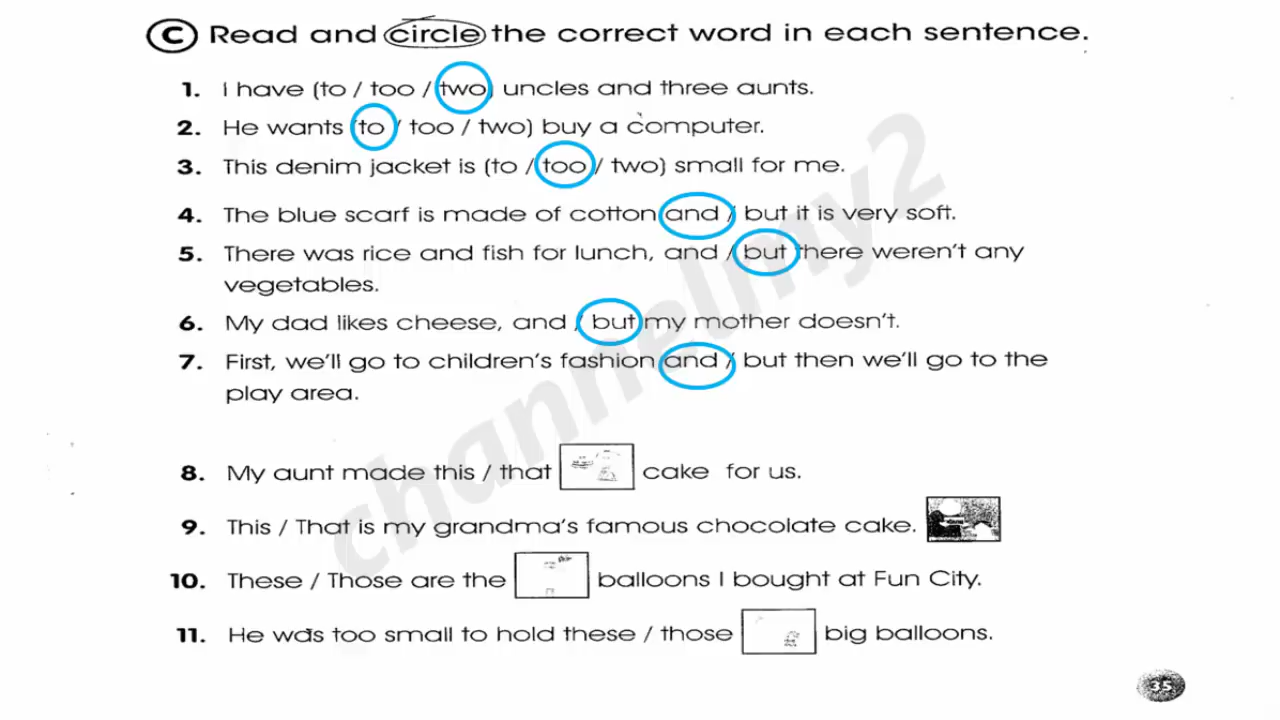 C Read and circle the correct word in each sentence.
1. I have (to / too / two) uncles and three aunts.
2. He wants (to / too / two) buy a computer.
3. This denim jacket is (to / too / two) small for me.
4. The blue scarf is made of cotton and / but it is very soft.
5. There was rice and fish for lunch, and / but there weren't any
vegetables.
6. My dad likes cheese, and / but my mother doesn't.
7. First, we'll go to children's fashion and / but then we'll go to the
play area.
8. My aunt made this / that cake for us.
9. This / That is my grandma's famous chocolate cake.
10. These / Those are the balloons I bought at Fun City.
11. He was too small to hold these / those big balloons.
channelmy2
35